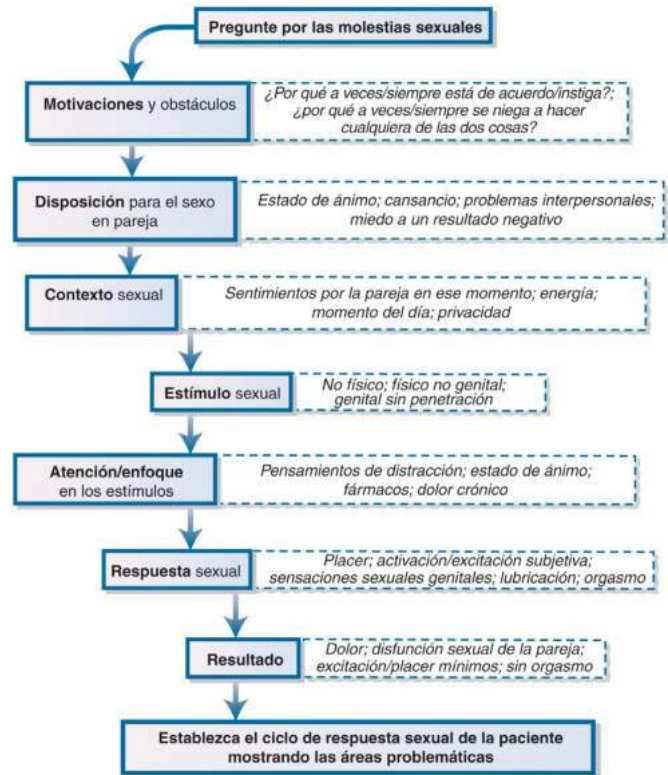 Pregunte por las molestias sexuales
Motivaciones y obstáculos
¿Por qué a veces/siempre está de acuerdo/instiga?;
¿por qué a veces/siempre se niega a hacer
cualquiera de las dos cosas?
Disposición para el sexo
en pareja
Estado de ánimo; cansancio; problemas interpersonales;
miedo a un resultado negativo
Contexto sexual
Sentimientos por la pareja en ese momento; energía;
momento del día; privacidad
Estímulo sexual
No físico; físico no genital;
genital sin penetración
Atención/enfoque
en los estímulos
Pensamientos de distracción; estado de ánimo;
fármacos; dolor crónico
Respuesta sexual
Placer; activación/excitación subjetiva;
sensaciones sexuales genitales; lubricación; orgasmo
Resultado
Dolor; disfunción sexual de la pareja;
excitación/placer mínimos; sin orgasmo
Establezca el ciclo de respuesta sexual de la paciente
mostrando las áreas problemáticas